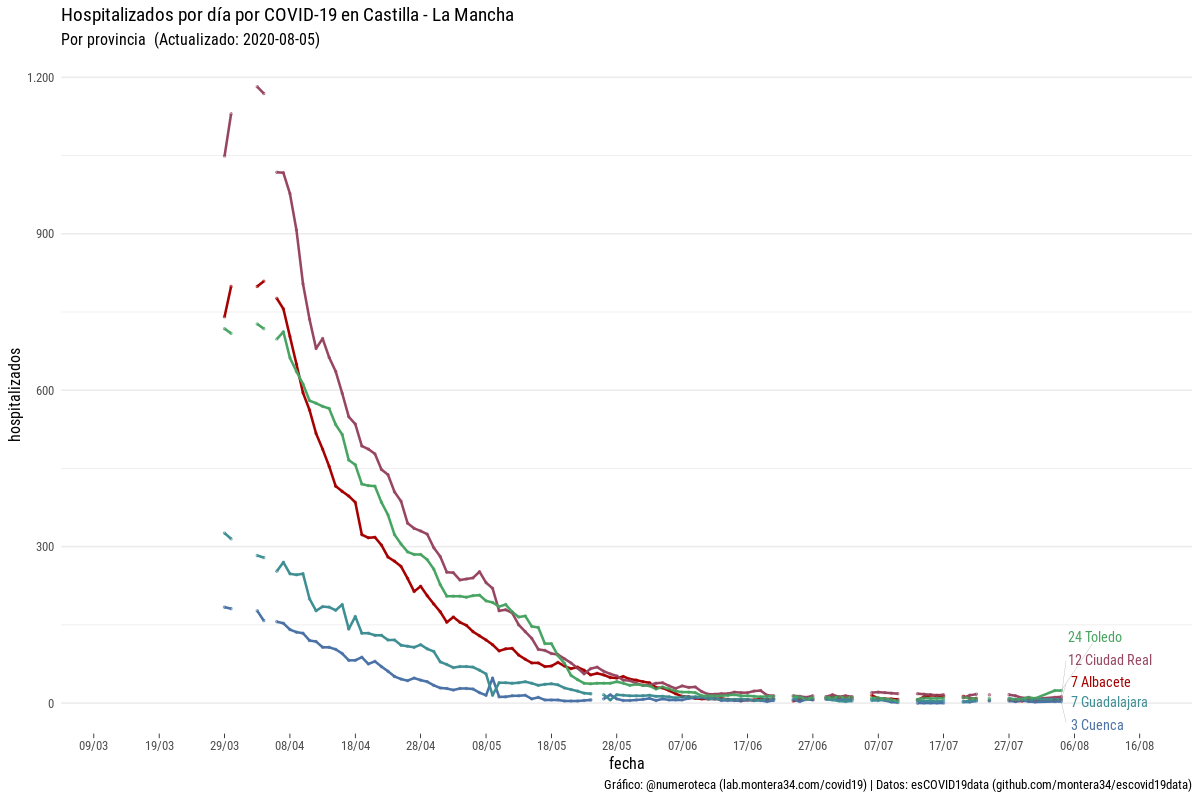 Hospitalizados por día por COVID-19 en Castilla - La Mancha
Por provincia (Actualizado: 2020-08-05)
hospitalizados
1.200
900
600
300
0
24 Toledo
12 Ciudad Real
7 Albacete
7 Guadalajara
3 Cuenca
09/03 19/03 29/03 08/04 18/04 28/04 08/05 18/05 28/05 07/06 17/06 27/06 07/07 17/07 27/07 06/08 16/08
fecha
Gráfico: @numeroteca (lab.montera34.com/covid19) | Datos: esCOVID19data (github.com/montera34/escovid19data)